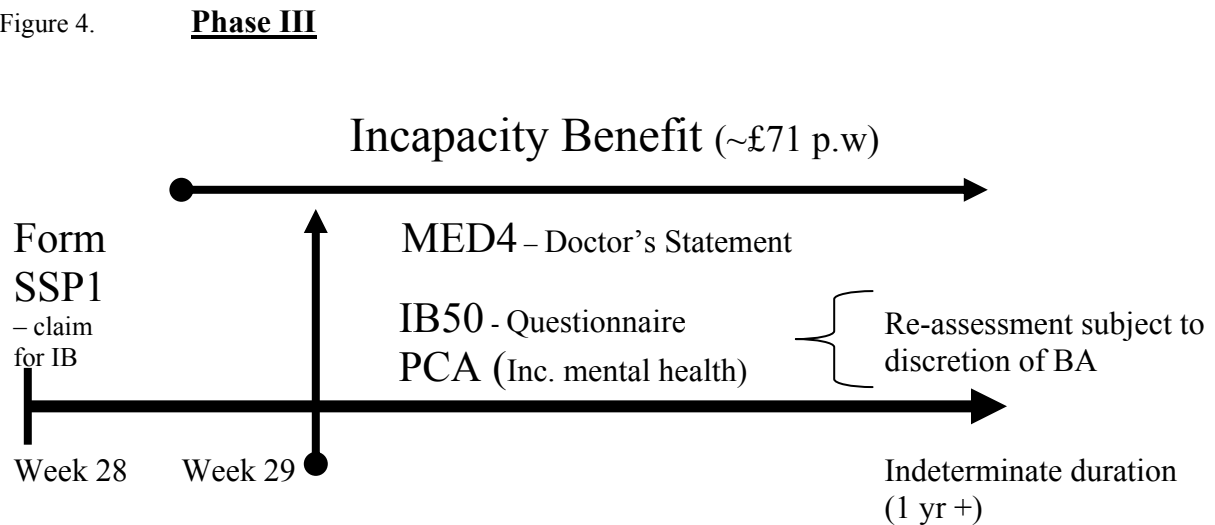 Figure 4. Phase III
Incapacity Benefit (~£71 p.w)
Form
SSP1
– claim
for IB
MED4 – Doctor’s Statement
IB50 - Questionnaire
PCA (Inc. mental health)
Re-assessment subject to
discretion of BA
Week 28
Week 29
Indeterminate duration
(1 yr +)